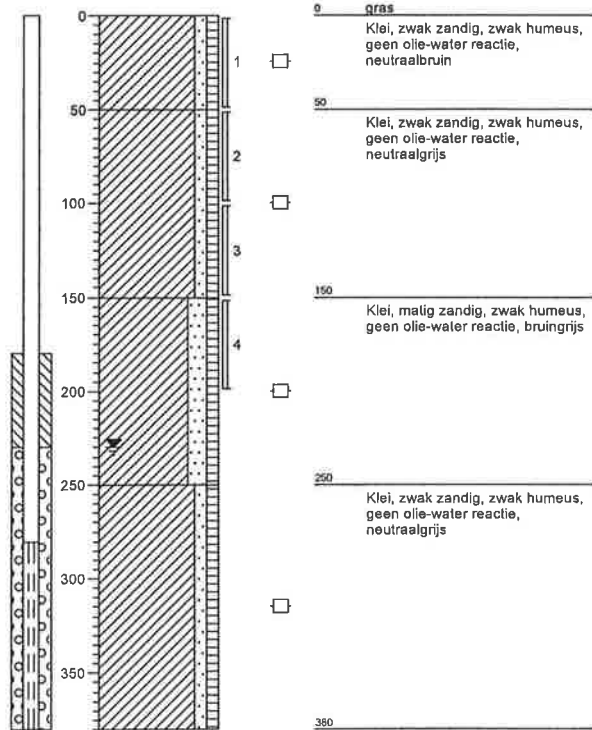 0
50
100
150
200
250
300
350
1
2
3
4
0 gras
Klei, zwak zandig, zwak humeus,
geen olie-water reactie,
neutraalbruin
50
Klei, zwak zandig, zwak humeus,
geen olie-water reactie,
neutraalgrijs
150
Klei, matig zandig, zwak humeus,
geen olie-water reactie, bruingrijs
250
Klei, zwak zandig, zwak humeus,
geen olie-water reactie,
neutraalgrijs
380